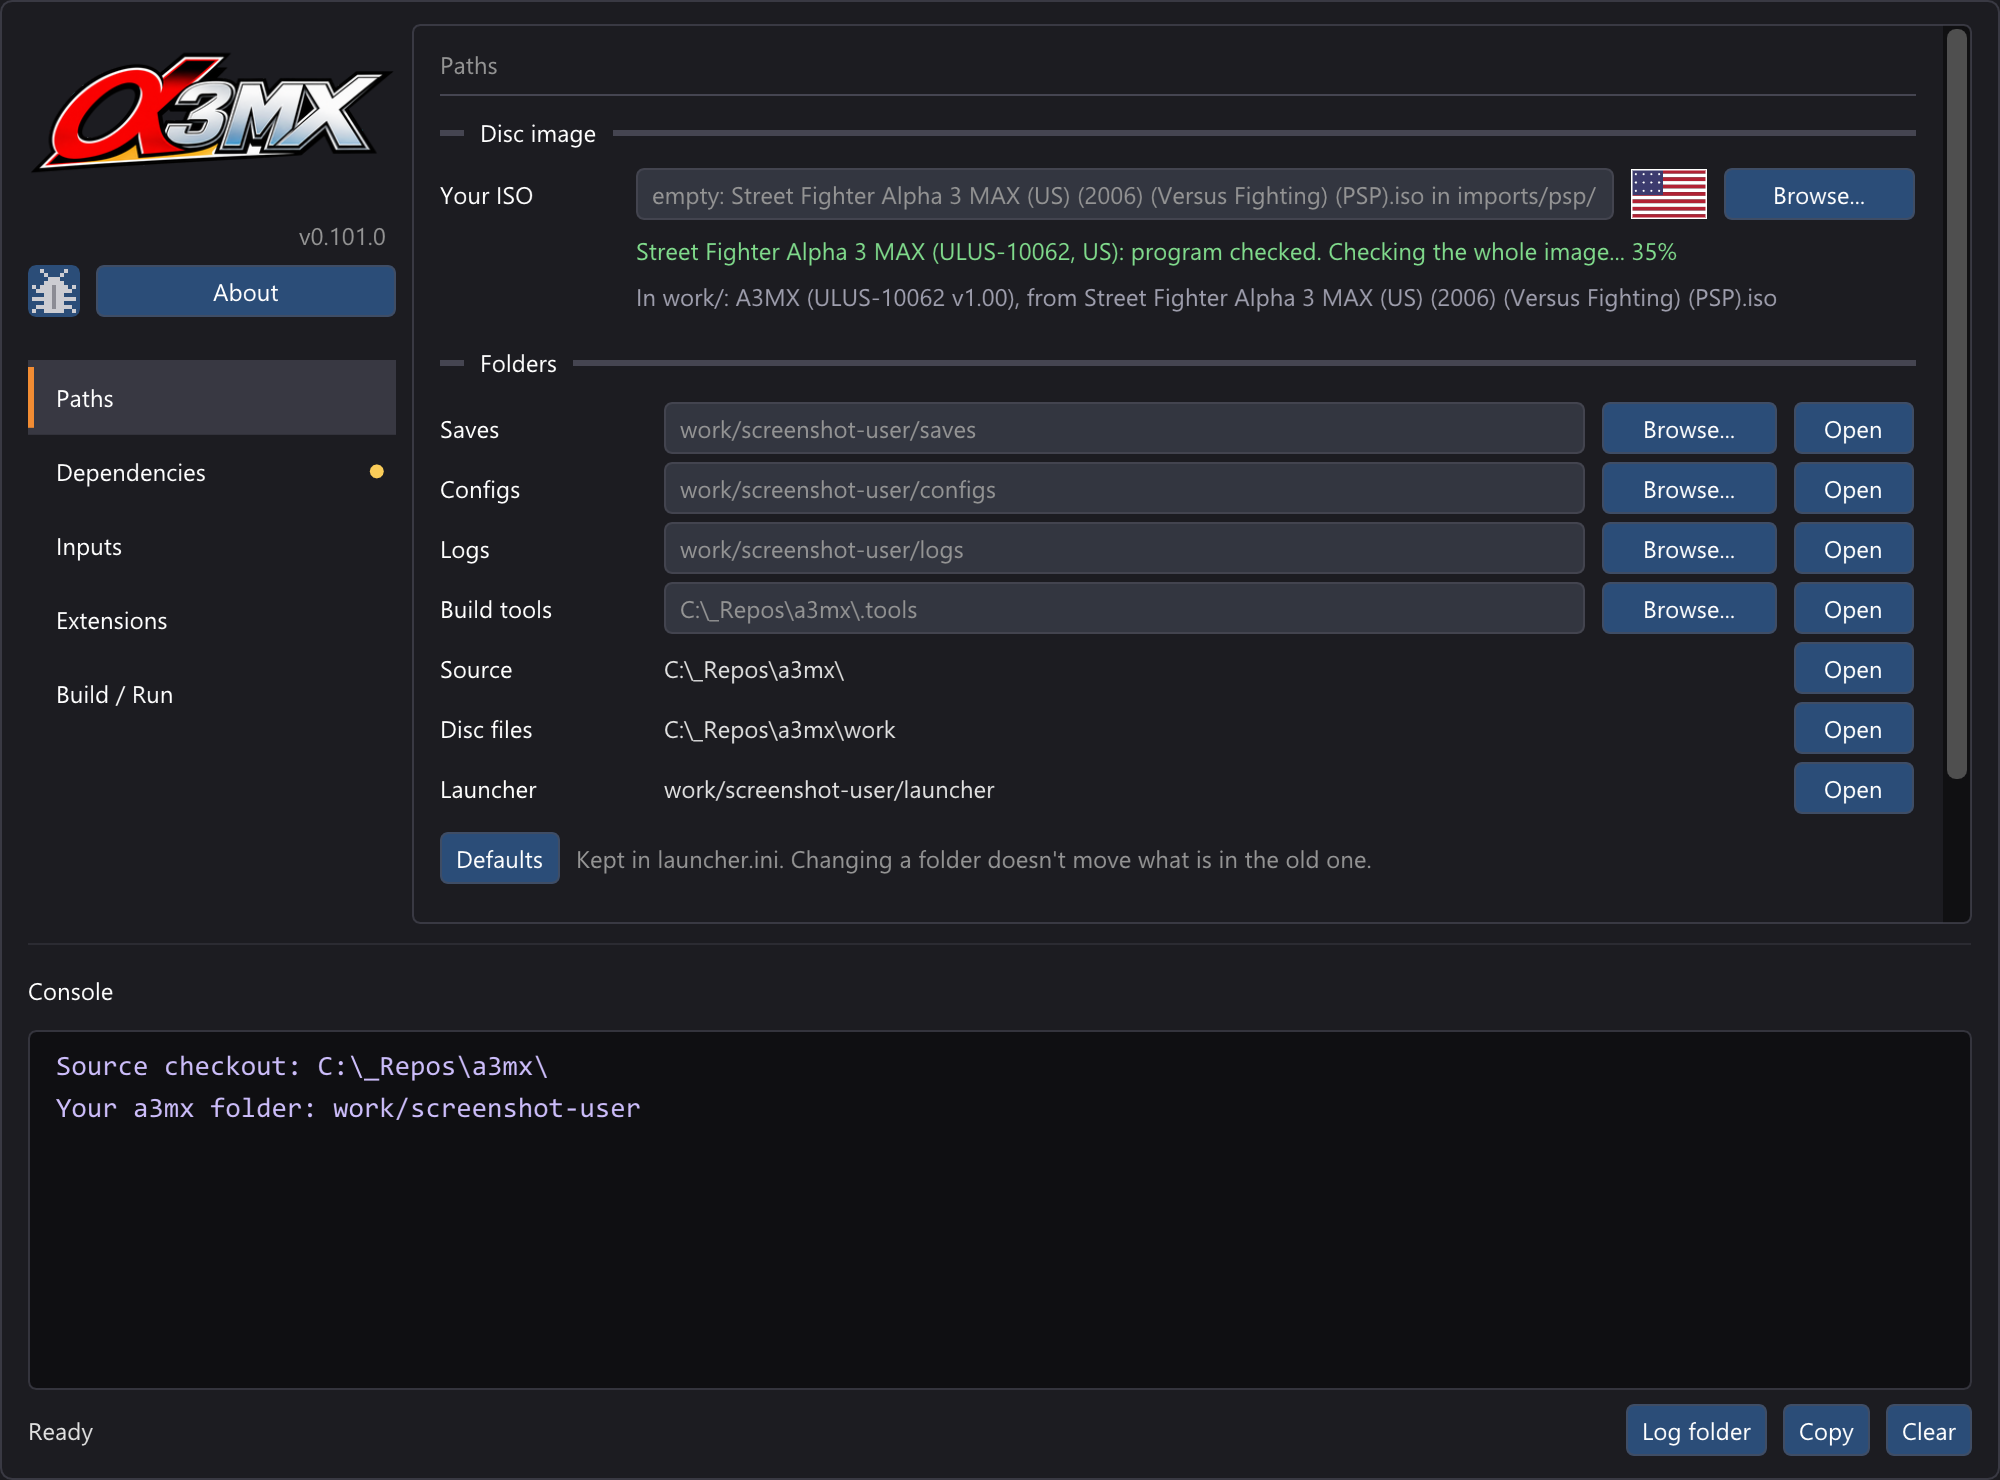 α3MX
v0.101.0
About
Paths
Dependencies
Inputs
Extensions
Build / Run
Paths
Disc image
Your ISO
empty: Street Fighter Alpha 3 MAX (US) (2006) (Versus Fighting) (PSP).iso in imports/psp/
Browse...
Street Fighter Alpha 3 MAX (ULUS-10062, US): program checked. Checking the whole image... 35%
In work/: A3MX (ULUS-10062 v1.00), from Street Fighter Alpha 3 MAX (US) (2006) (Versus Fighting) (PSP).iso
Folders
Saves work/screenshot-user/saves Browse... Open
Configs work/screenshot-user/configs Browse... Open
Logs work/screenshot-user/logs Browse... Open
Build tools C:\_Repos\a3mx\.tools Browse... Open
Source C:\_Repos\a3mx\ Open
Disc files C:\_Repos\a3mx\work Open
Launcher work/screenshot-user/launcher Open
Defaults Kept in launcher.ini. Changing a folder doesn't move what is in the old one.
Console
Source checkout: C:\_Repos\a3mx\
Your a3mx folder: work/screenshot-user
Ready
Log folder Copy Clear